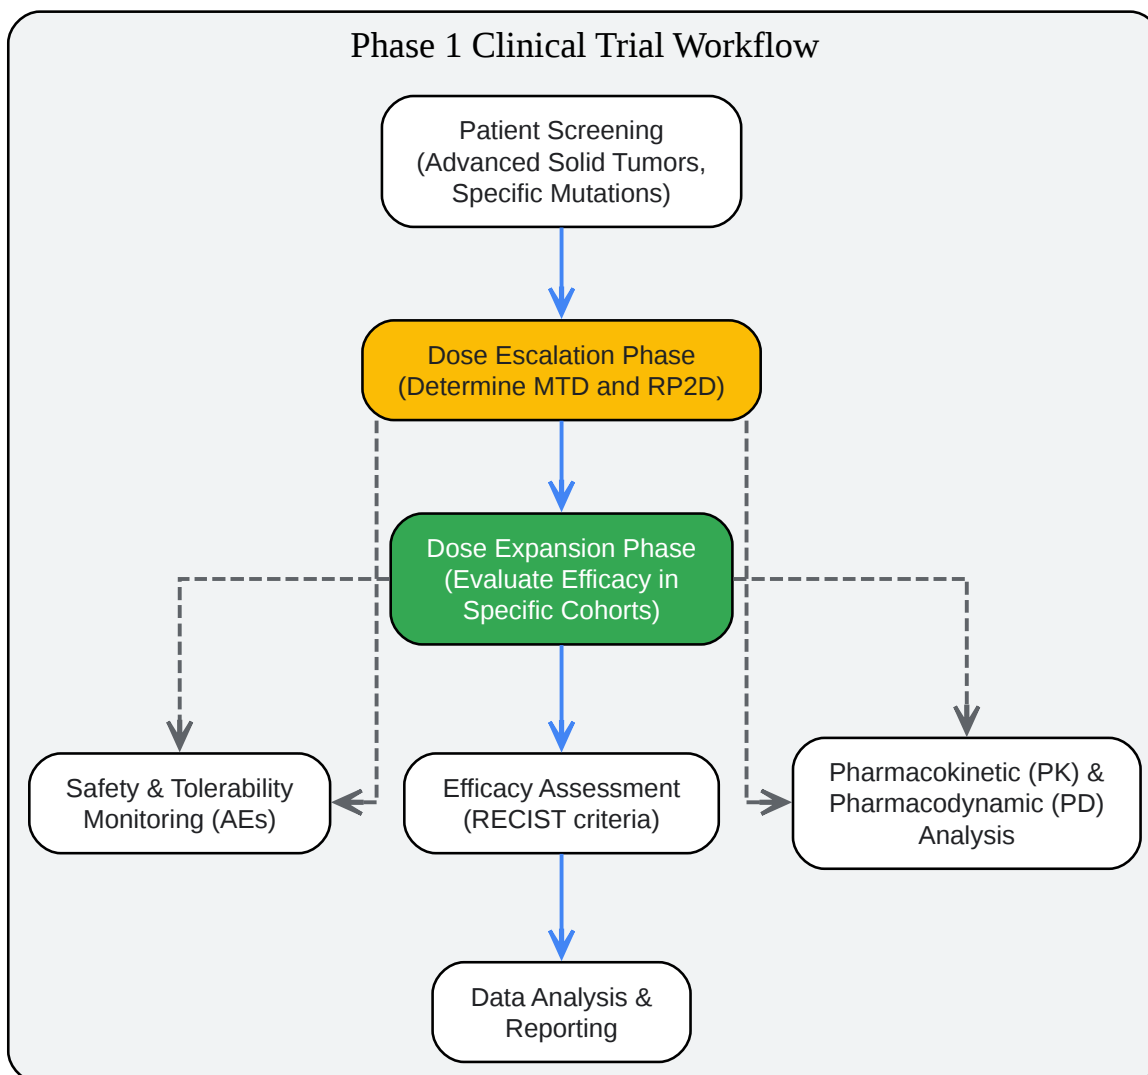 Phase 1 Clinical Trial Workflow
Patient Screening
(Advanced Solid Tumors,
Specific Mutations)
Dose Escalation Phase
(Determine MTD and RP2D)
Dose Expansion Phase
(Evaluate Efficacy in
Specific Cohorts)
Safety & Tolerability
Monitoring (AEs)
Efficacy Assessment
(RECIST criteria)
Pharmacokinetic (PK) &
Pharmacodynamic (PD)
Analysis
Data Analysis &
Reporting